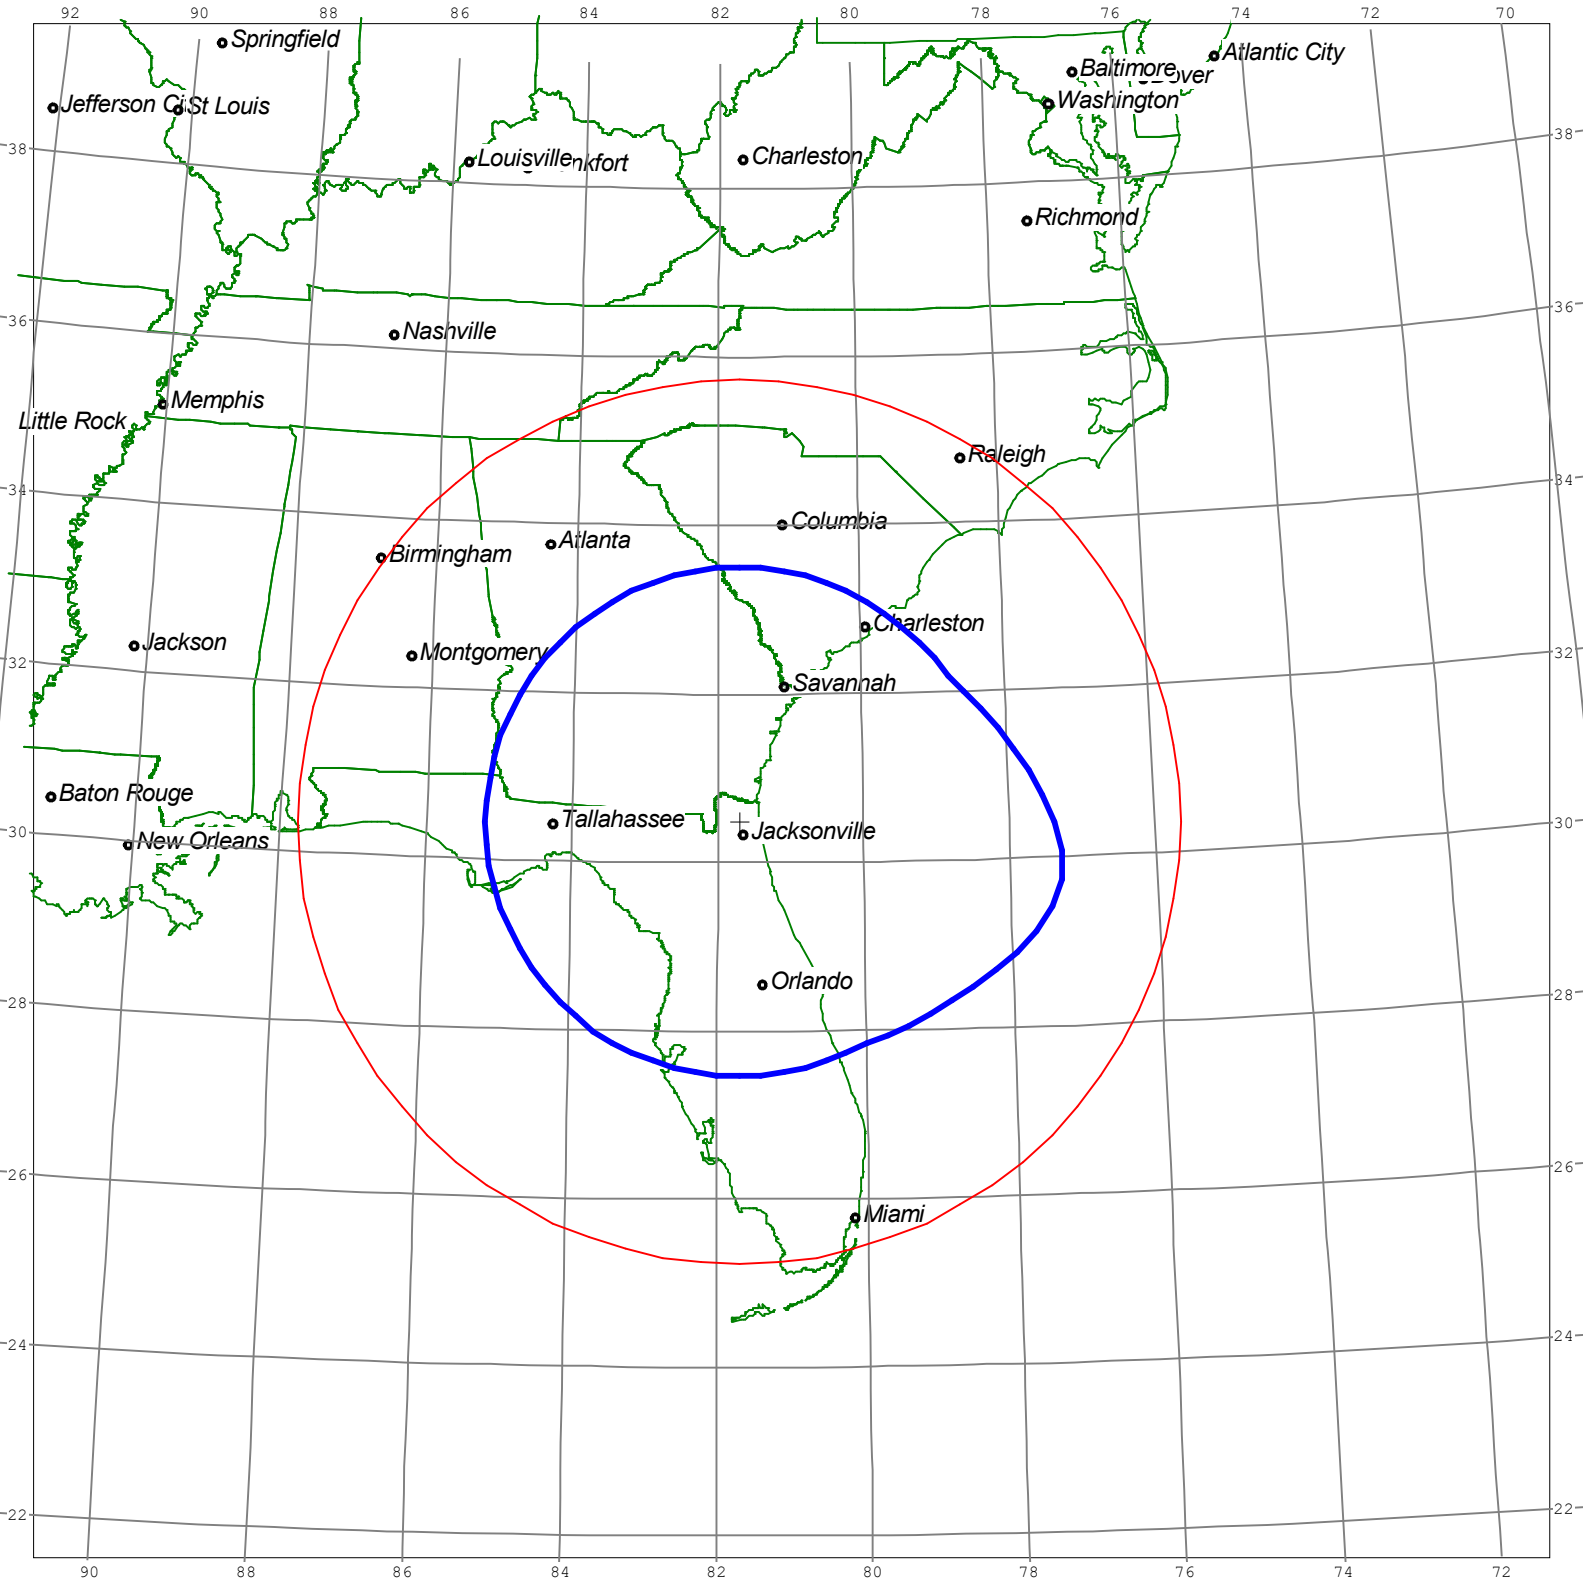 92 90 88 86 84 82 80 78 76 74 72 70
Springfield
Atlantic City
Baltimore
over
Jefferson Ci
St Louis
Washington
38 38
Louisville
nkfort
Charleston
Richmond
36 36
Nashville
Memphis
Little Rock
Raleigh
34 34
Columbia
Atlanta
Birmingham
Charleston
Jackson
Montgomery
32 32
Savannah
Baton Rouge
Tallahassee
30 30
Jacksonville
New Orleans
Orlando
28 28
26 26
Miami
24 24
22 22
90 88 86 84 82 80 78 76 74 72